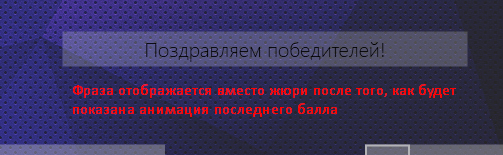 Поздравляем победителей!
Фраза отображается вместо жюри после того, как будет
показана анимация последнего балла